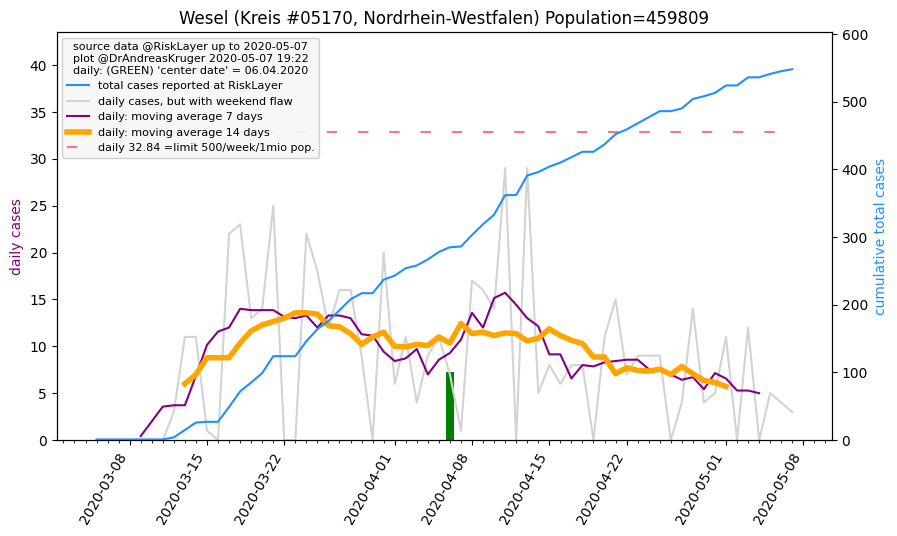 Wesel (Kreis #05170, Nordrhein-Westfalen) Population=459809
source data @RiskLayer up to 2020-05-07
plot @DrAndreasKruger 2020-05-07 19:22
daily: (GREEN) 'center date' = 06.04.2020
total cases reported at RiskLayer
daily cases, but with weekend flaw
daily: moving average 7 days
daily: moving average 14 days
daily 32.84 =limit 500/week/1mio pop.
daily cases
40
35
30
25
20
15
10
5
0
cumulative total cases
600
500
400
300
200
100
0
2020-03-08
2020-03-15
2020-03-22
2020-04-01
2020-04-08
2020-04-15
2020-04-22
2020-05-01
2020-05-08